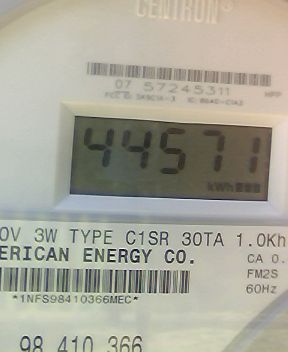 CENTRON®
07 57245311
44571
kWh
0V 3W TYPE C1SR 30TA 1.0Kh
ERICAN ENERGY CO.
CA 0.
FM2S
60Hz
*1NFS98410366MEC*
98 410 366